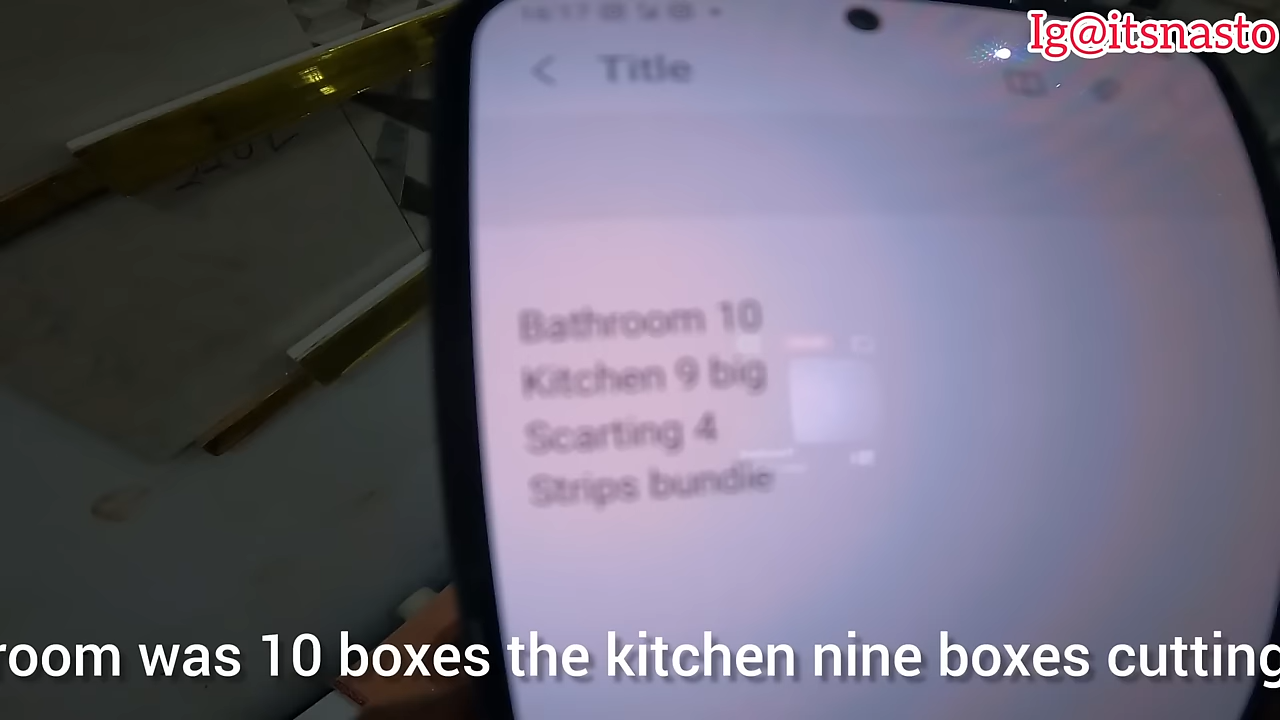 Ig@itsnasto
Title
Bathroom 10
Kitchen 9 big
Scarting 4
Strips bundle
room was 10 boxes the kitchen nine boxes cutting